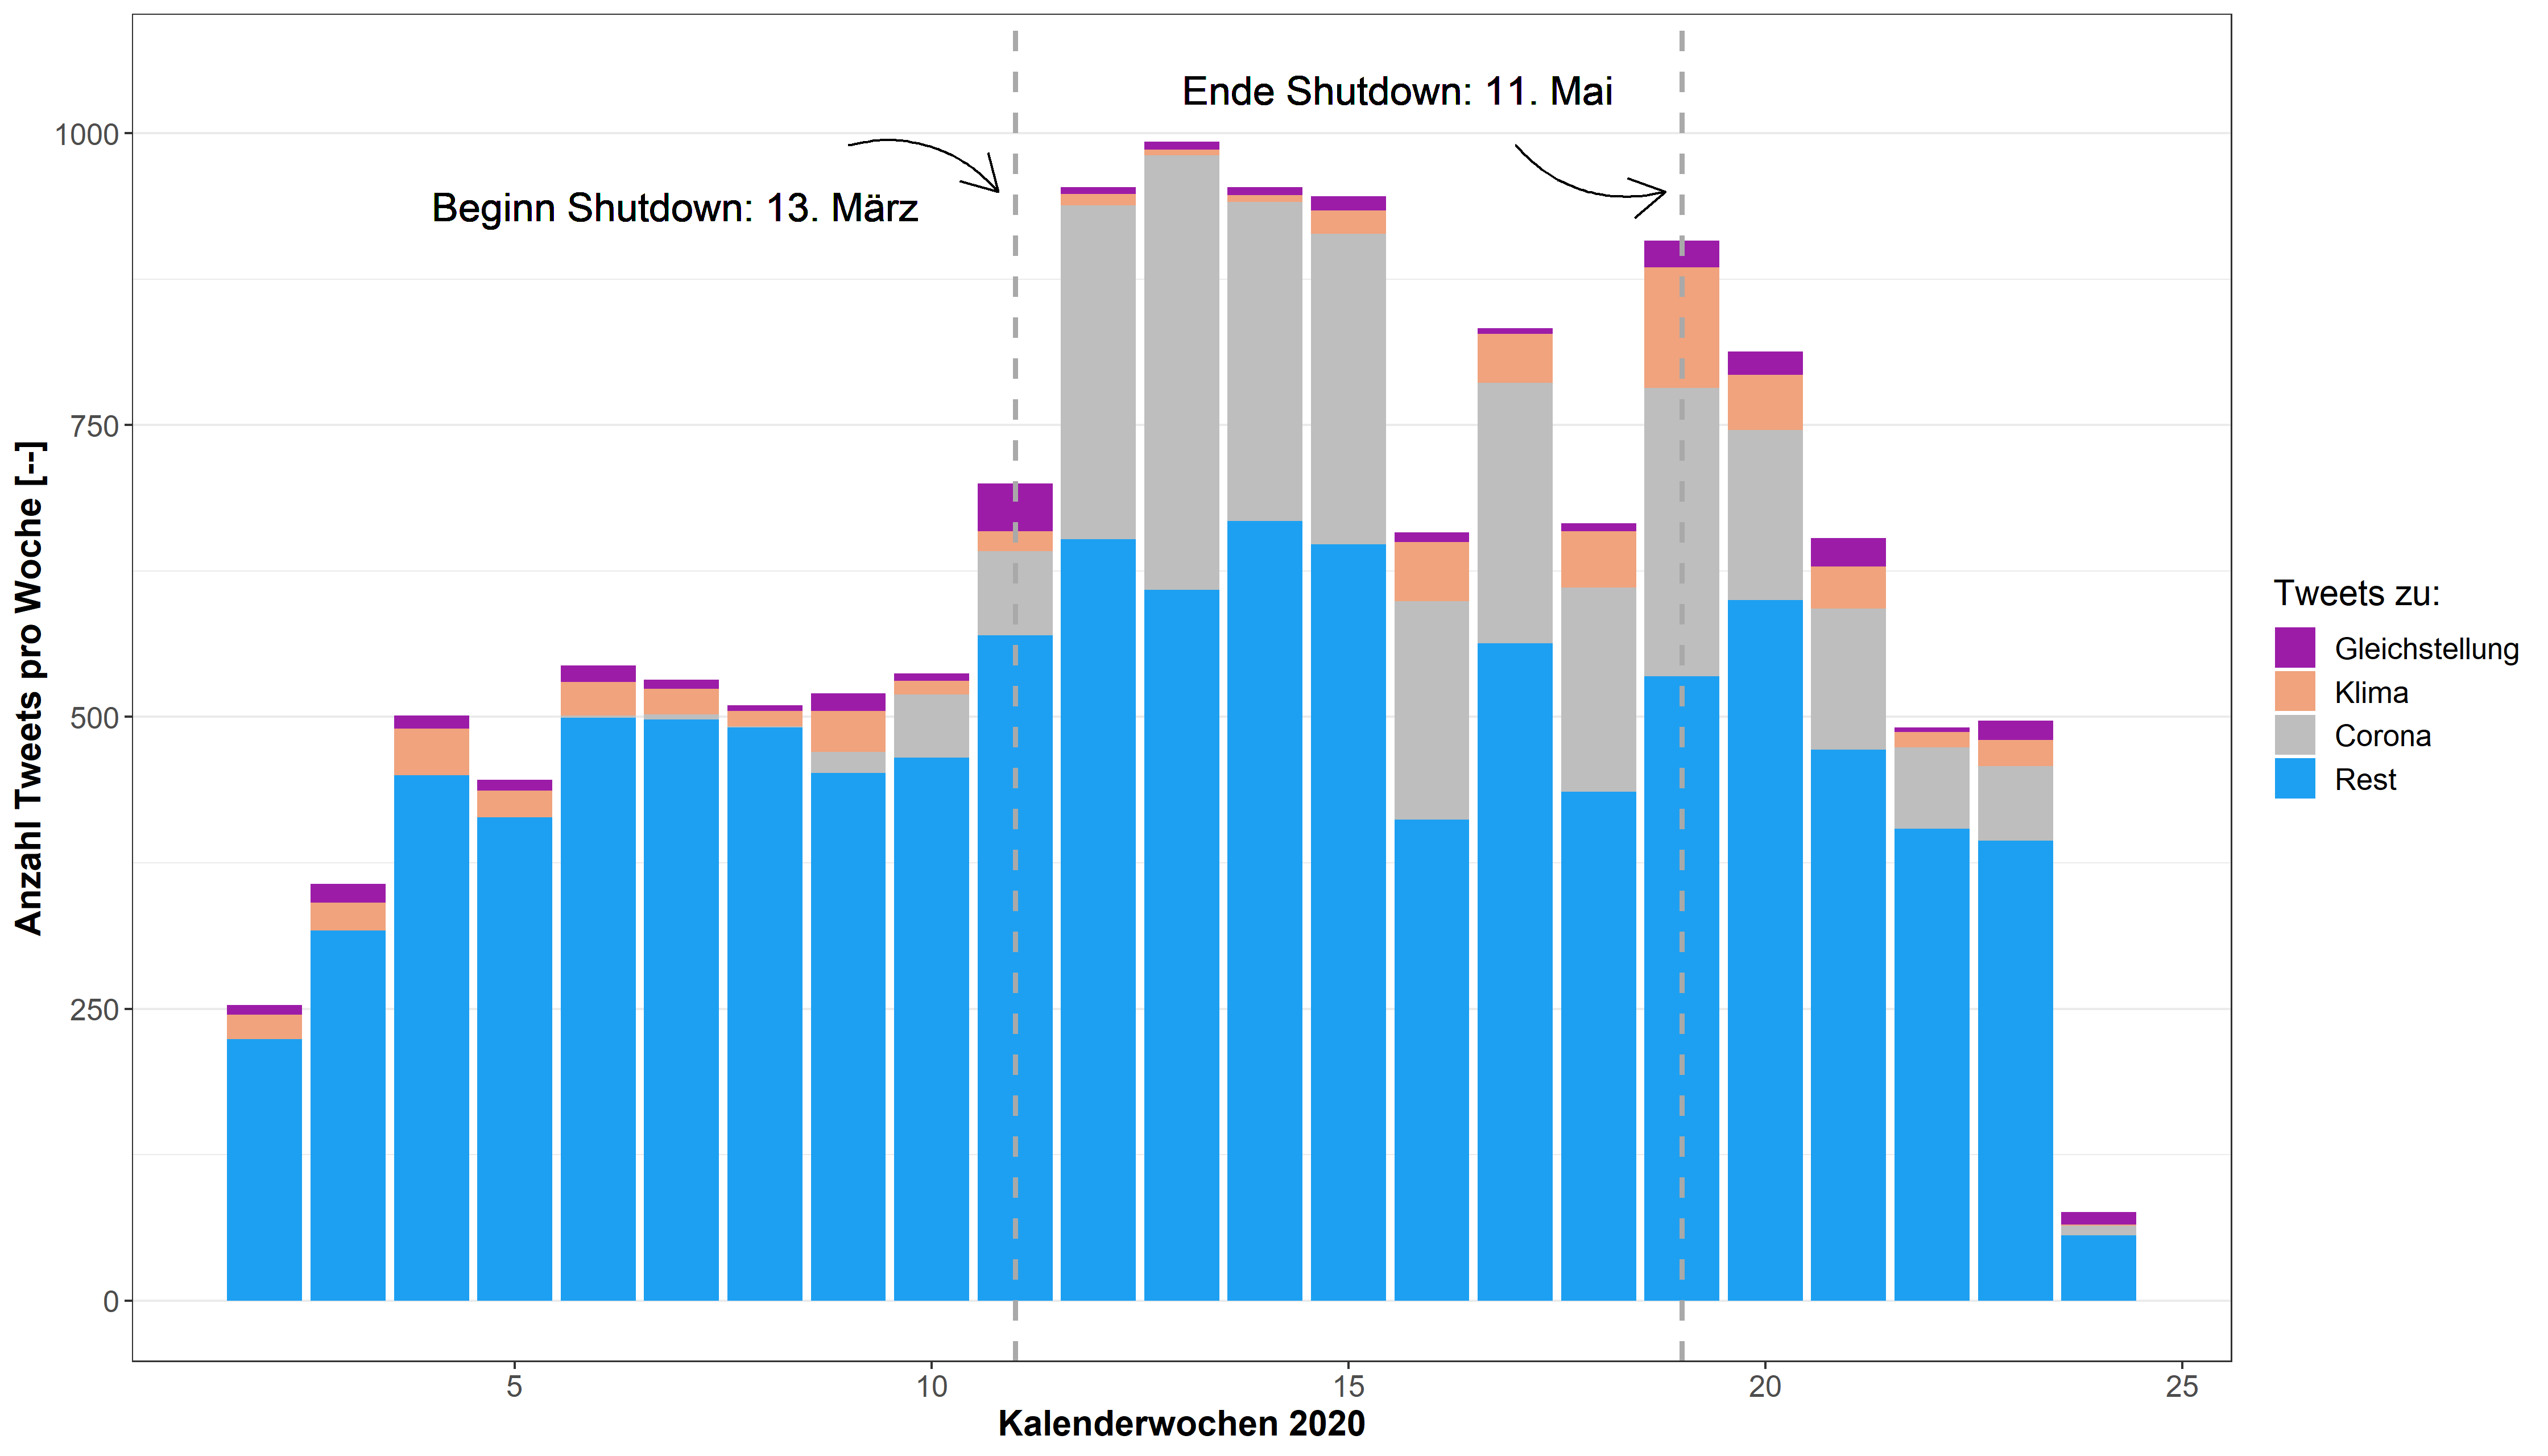 Ende Shutdown: 11. Mai
Beginn Shutdown: 13. März
Anzahl Tweets pro Woche [--]
1000
750
500
250
0
5
10
15
20
25
Kalenderwochen 2020
Tweets zu:
Gleichstellung
Klima
Corona
Rest